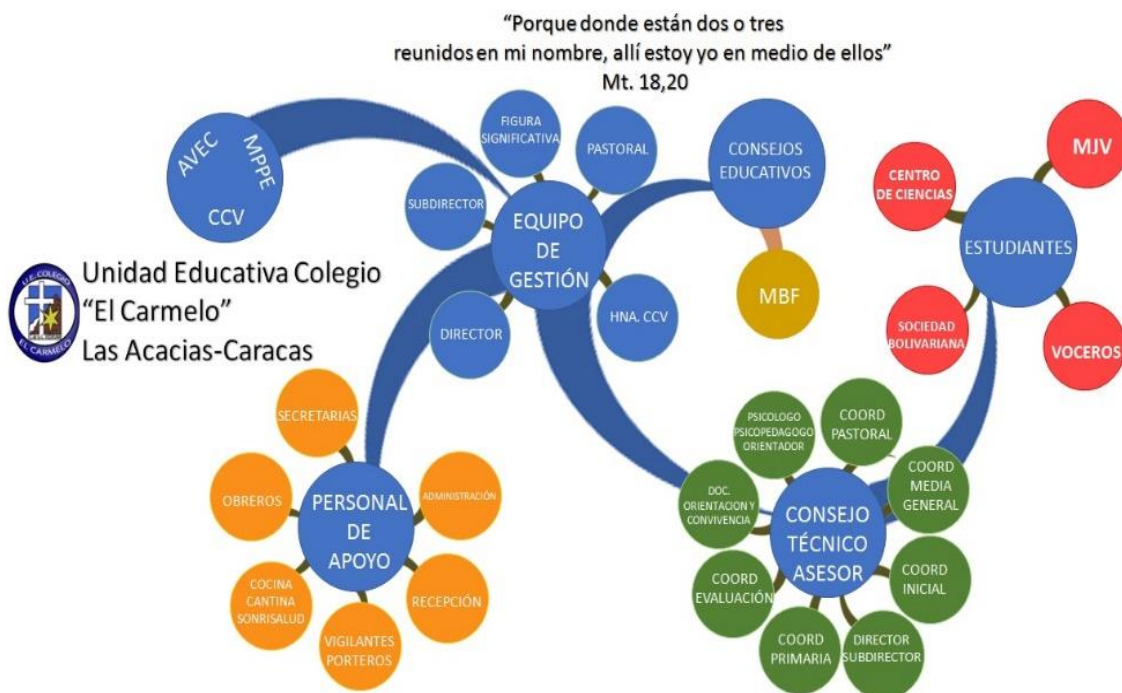 “Porque donde están dos o tres
reunidos en mi nombre, allí estoy yo en medio de ellos”
Mt. 18,20
AVEC
MPPE
CCV
FIGURA
SIGNIFICATIVA
PASTORAL
SUBDIRECTOR
EQUIPO
DE
GESTIÓN
DIRECTOR
HNA. CCV
CONSEJOS
EDUCATIVOS
MBF
MJV
CENTRO
DE CIENCIAS
ESTUDIANTES
SOCIEDAD
BOLIVARIANA
VOCEROS
U.E. COLEGIO
EL CARMELO
Unidad Educativa Colegio
“El Carmelo”
Las Acacias-Caracas
SECRETARIAS
OBREROS
ADMINISTRACIÓN
PERSONAL
DE
APOYO
COCINA
CANTINA
SONRISALUD
RECEPCIÓN
VIGILANTES
PORTEROS
PSICOLOGO
PSICOPEDAGOGO
ORIENTADOR
COORD
PASTORAL
DOC.
ORIENTACION Y
CONVIVENCIA
COORD
MEDIA
GENERAL
CONSEJO
TÉCNICO
ASESOR
COORD
EVALUACIÓN
COORD
INICIAL
COORD
PRIMARIA
DIRECTOR
SUBDIRECTOR